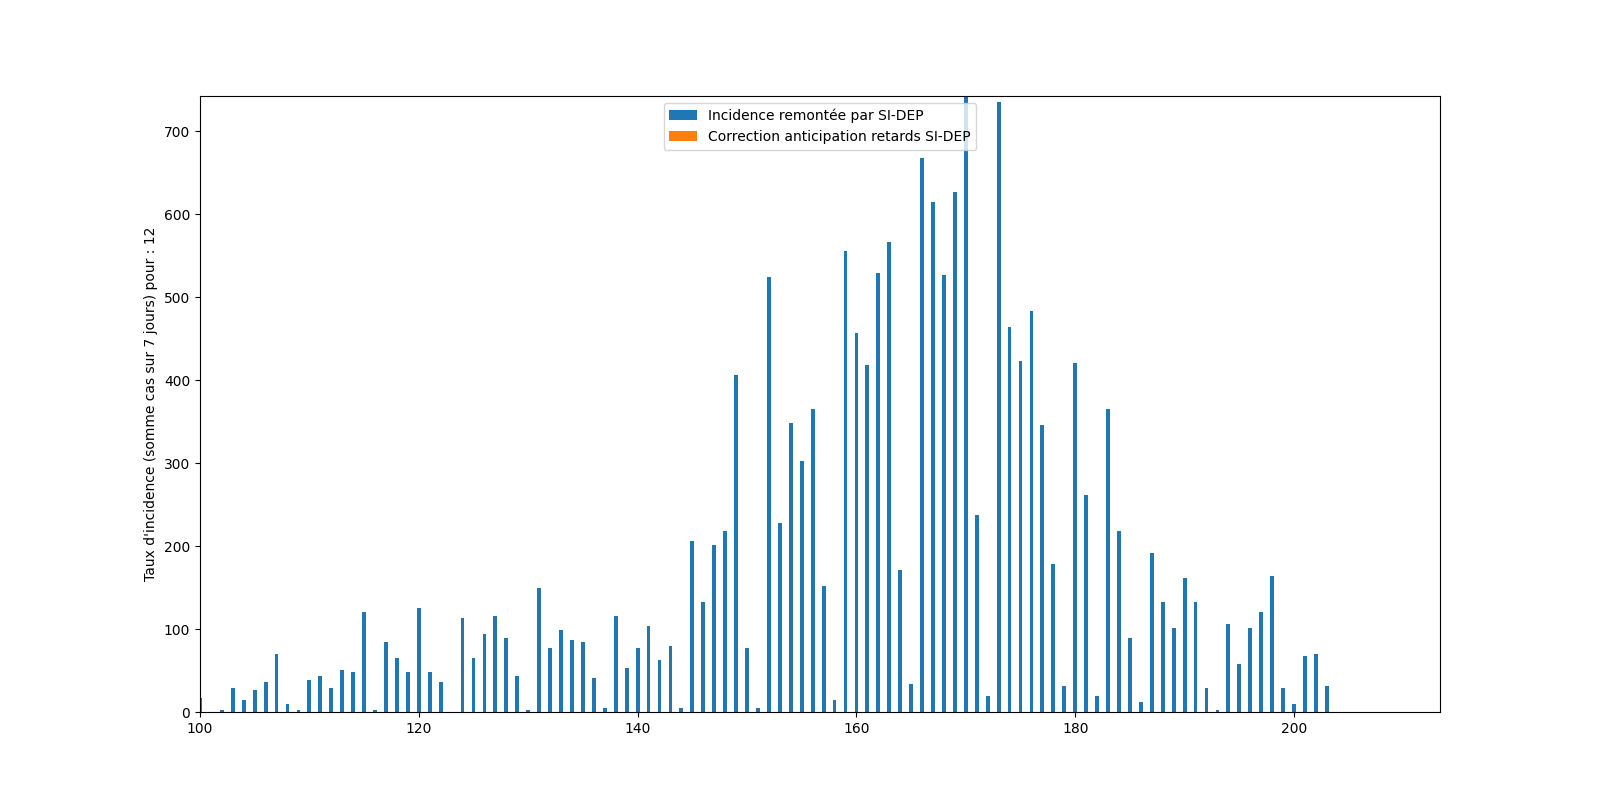 Incidence remontée par SI-DEP
Correction anticipation retards SI-DEP
Taux d'incidence (somme cas sur 7 jours) pour : 12
700
600
500
400
300
200
100
0
100 120 140 160 180 200